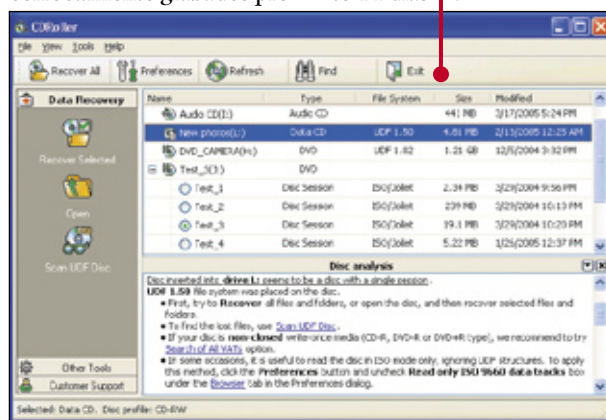 CDRoller
File View Tools Help
Recover All Preferences Refresh Find Exit
Data Recovery
Recover Selected
Open
Scan UDF Disc
Other Tools
Customer Support
Name Type File System Size Modified
Audio CD(I:) Audio CD 441 MB 3/17/2005 5:24 PM
New photos(L:) Data CD UDF 1.50 4.81 MB 2/13/2005 12:25 AM
DVD_CAMERA(H:) DVD UDF 1.02 1.21 GB 12/5/2004 3:32 PM
Test_3(J:) DVD
Test_1 Disc Session ISO/Joliet 2.34 MB 3/29/2004 9:56 PM
Test_2 Disc Session ISO/Joliet 239 MB 3/29/2004 10:13 PM
Test_3 Disc Session ISO/Joliet 19.1 MB 3/29/2004 10:20 PM
Test_4 Disc Session ISO/Joliet 5.22 MB 1/26/2005 12:37 PM
Disc analysis
Disc inserted into drive L: seems to be a disc with a single session.
UDF 1.50 file system was placed on the disc.
• First, try to Recover all files and folders, or open the disc, and then recover selected files and
folders.
• To find the lost files, use Scan UDF Disc.
• If your disc is non-closed write-once media (CD-R, DVD-R or DVD+R type), we recommend to try
Search of All VATs option.
• In some occasions, it is useful to read the disc in ISO mode only, ignoring UDF structures. To apply
this method, click the Preferences button and uncheck Read only ISO 9660 data tracks box
under the Browser tab in the Preferences dialog.
Selected: Data CD. Disc profile: CD-RW